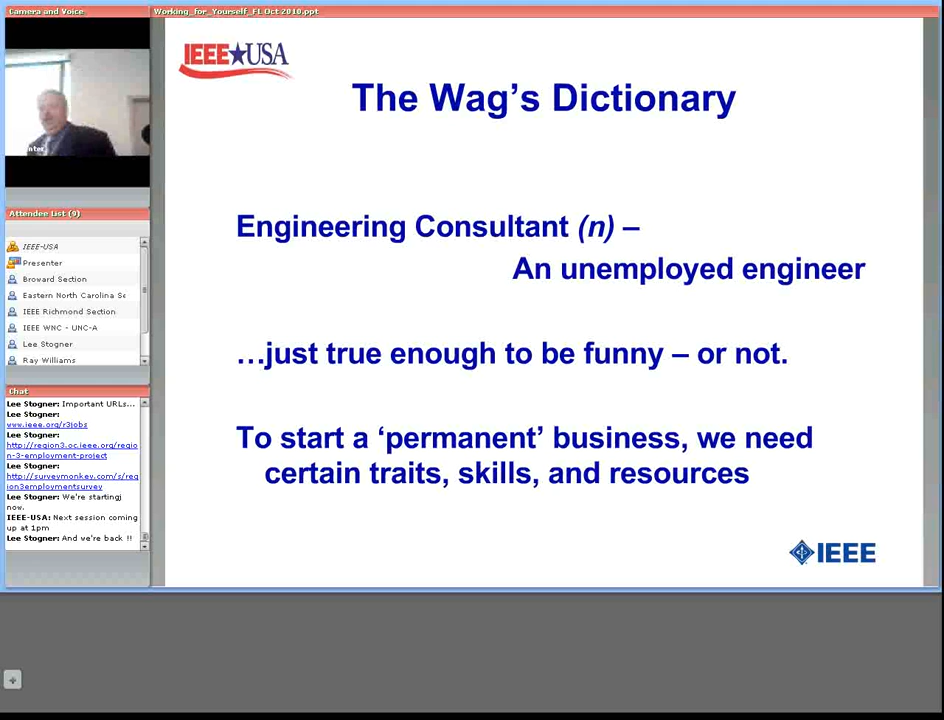 Camera and Voice
Working_for_Yourself_FL Oct 2010.ppt
IEEE★USA
The Wag's Dictionary
Engineering Consultant (n) –
An unemployed engineer
…just true enough to be funny – or not.
To start a ‘permanent’ business, we need
certain traits, skills, and resources
IEEE
Attendee List (9)
IEEE-USA
Presenter
Broward Section
Eastern North Carolina Se
IEEE Richmond Section
IEEE WNC - UNC-A
Lee Stogner
Ray Williams
Chat
Lee Stogner: Important URLs...
Lee Stogner:
www.ieee.org/r3jobs
Lee Stogner:
http://region3.oc.ieee.org/regio
n-3-employment-project
Lee Stogner:
http://surveymonkey.com/s/reg
ion3employmentsurvey
Lee Stogner: We're startingj
now.
IEEE-USA: Next session coming
up at 1pm
Lee Stogner: And we're back !!